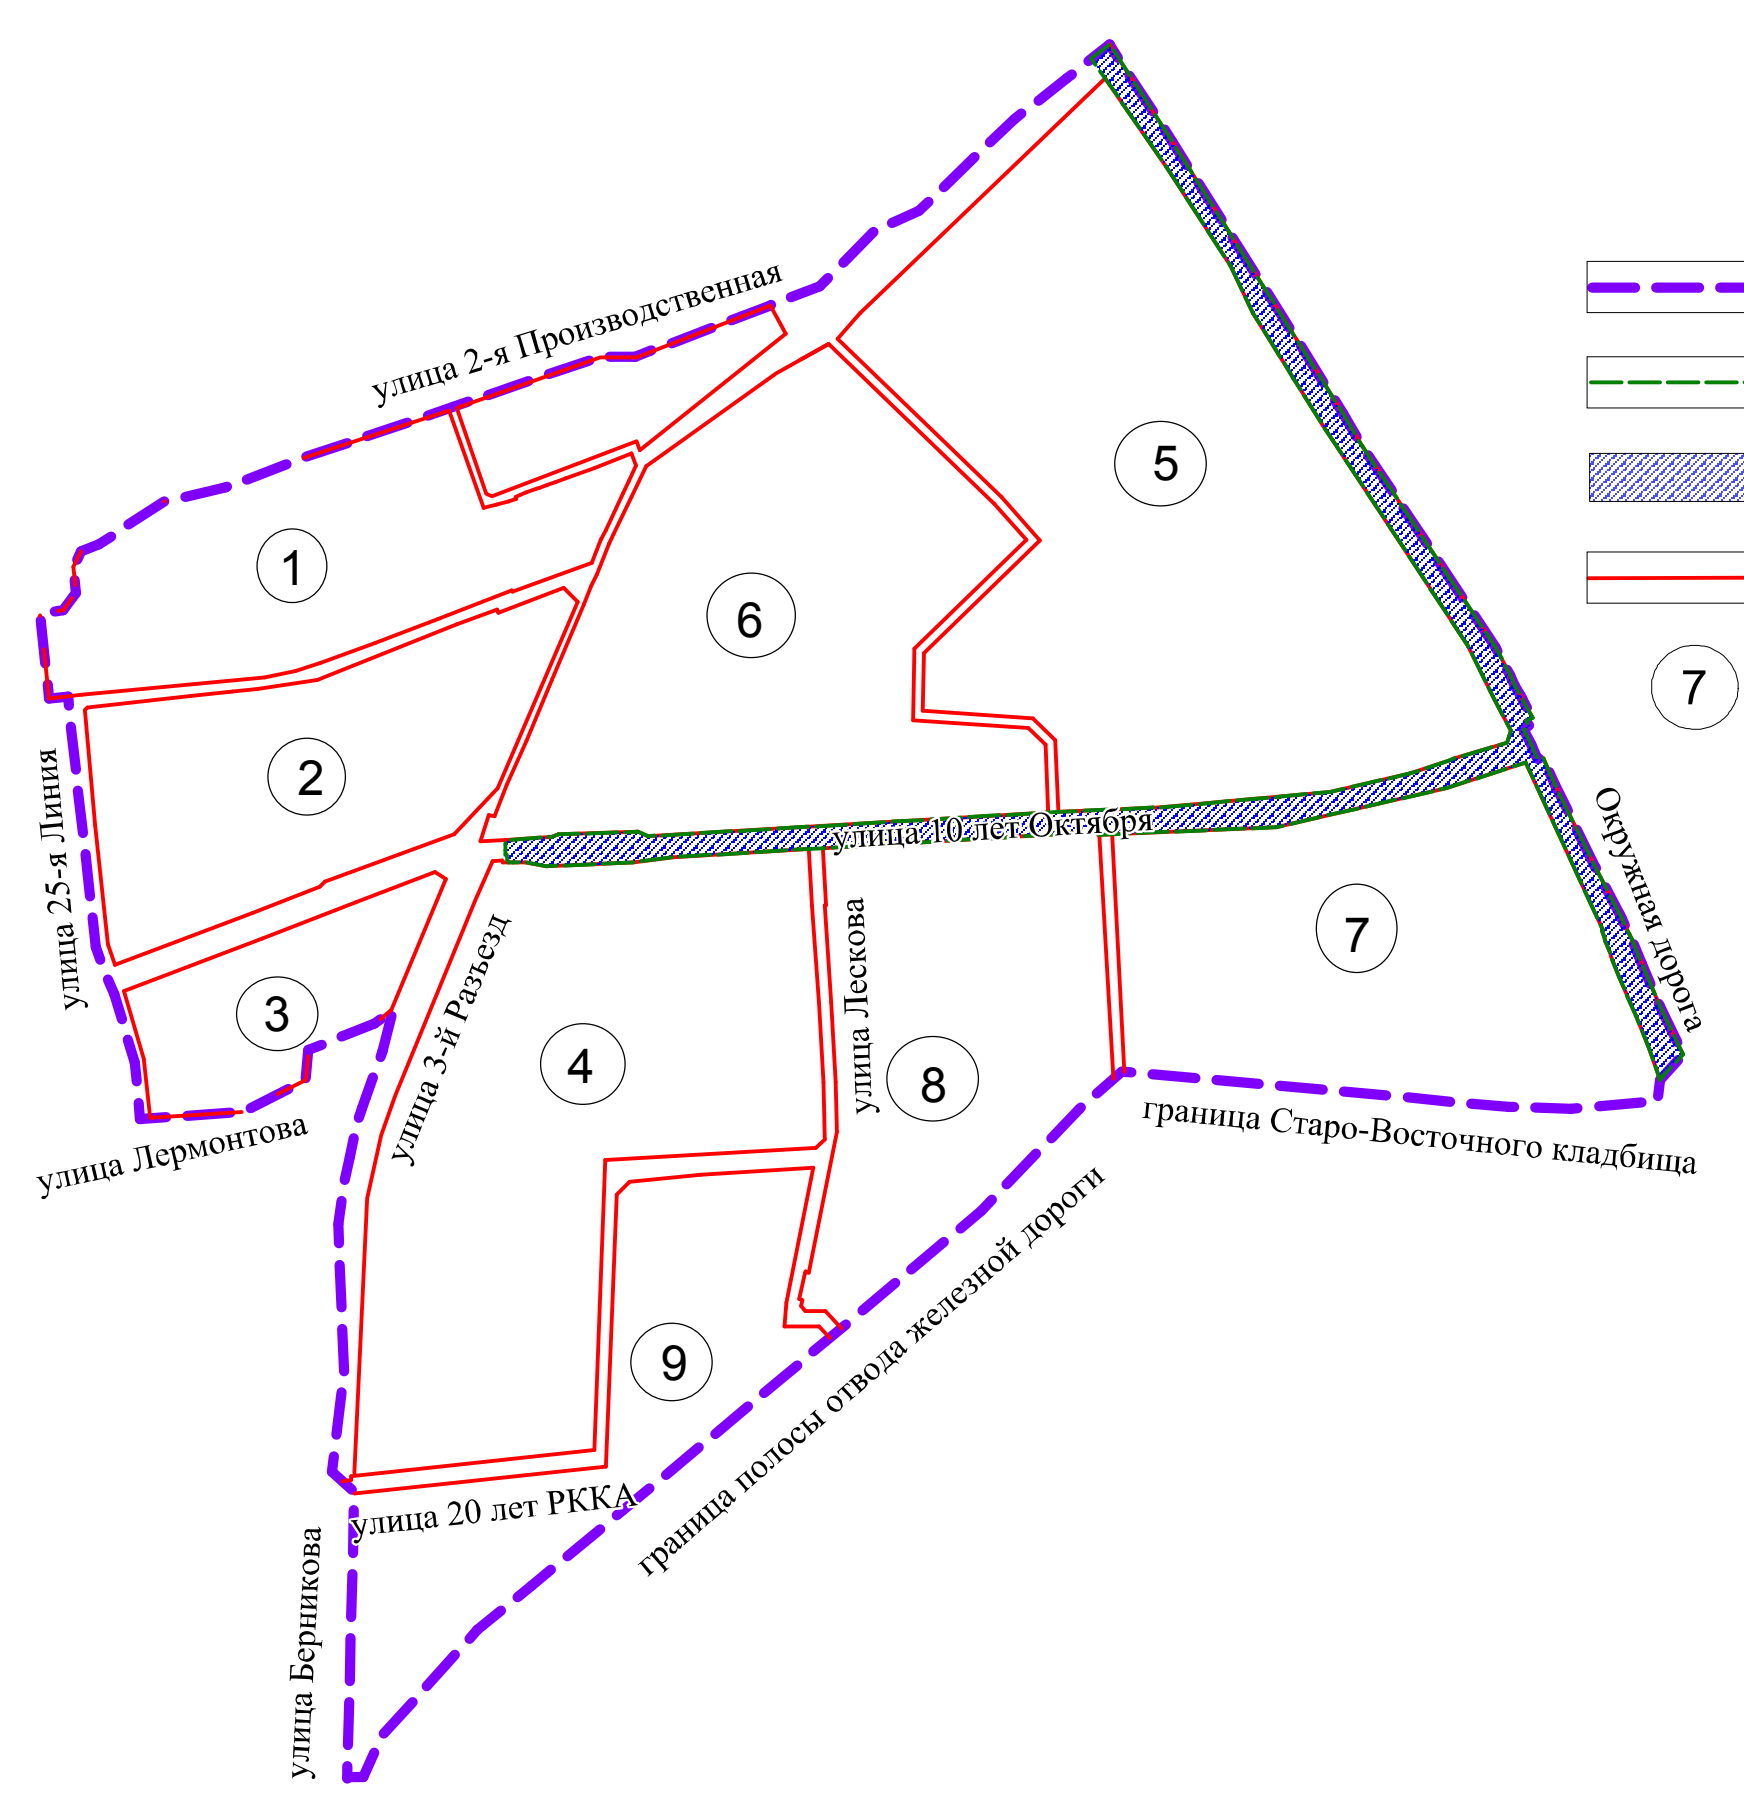 улица 2-я Производственная
5
1
6
7
2
улица 25-я Линия
улица 10 лет Октября
Окружная дорога
7
3
улица 3-й Разъезд
4
улица Лескова
8
улица Лермонтова
граница Старо-Восточного кладбища
граница полосы отвода железной дороги
9
улица 20 лет РККА
улица Берникова